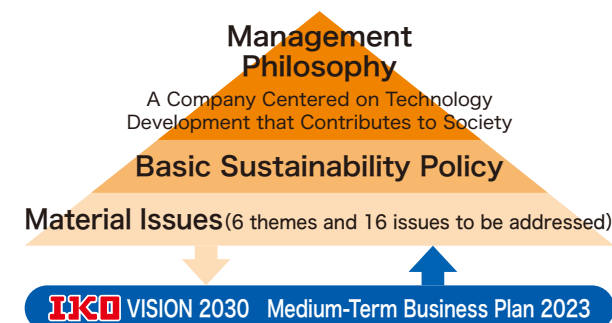 Management
Philosophy
A Company Centered on Technology
Development that Contributes to Society
Basic Sustainability Policy
Material Issues (6 themes and 16 issues to be addressed)
IKO VISION 2030 Medium-Term Business Plan 2023